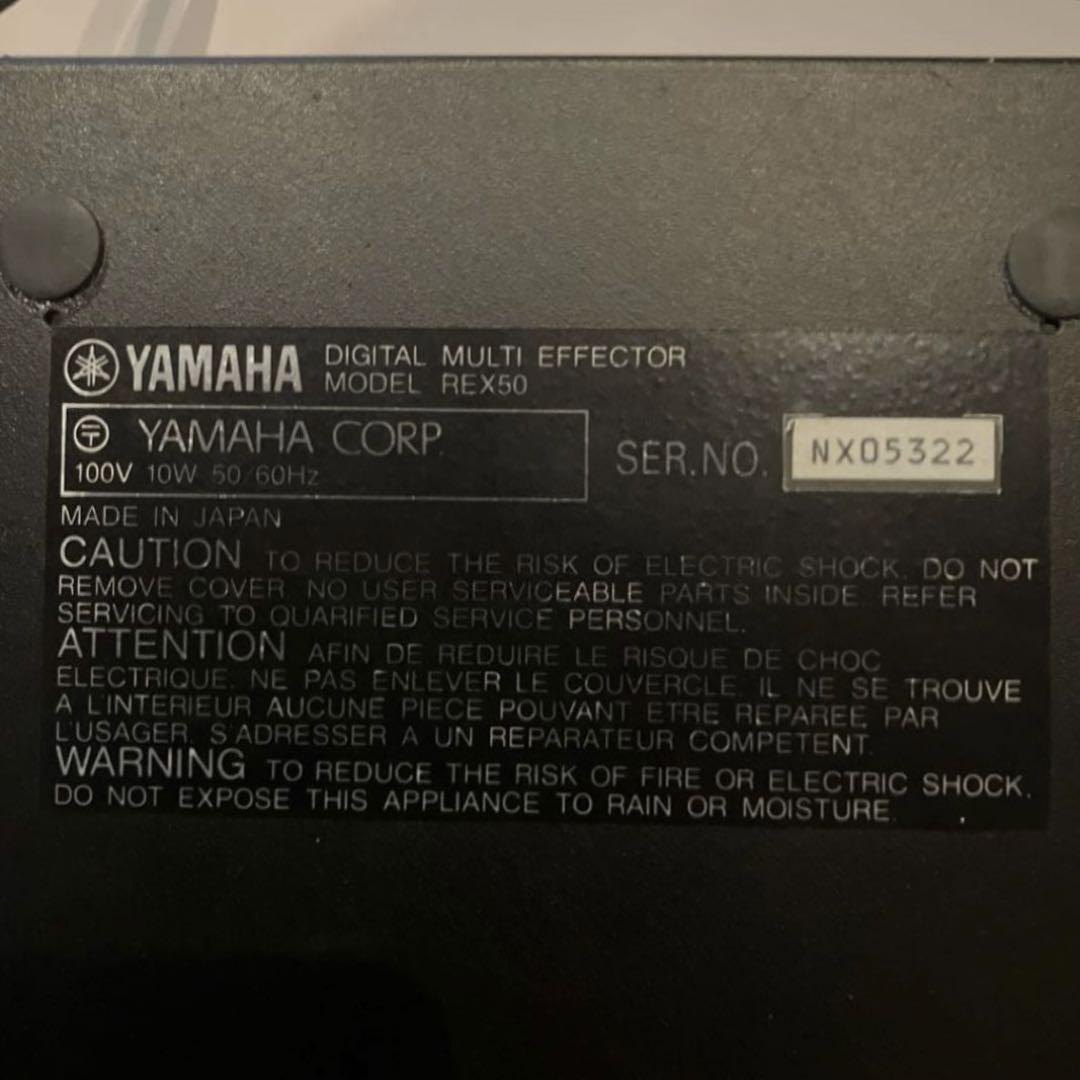 YAMAHA DIGITAL MULTI EFFECTOR
MODEL REX50
YAMAHA CORP.
100V 10W 50/60Hz
SER.NO. NX05322
MADE IN JAPAN
CAUTION TO REDUCE THE RISK OF ELECTRIC SHOCK. DO NOT
REMOVE COVER. NO USER SERVICEABLE PARTS INSIDE. REFER
SERVICING TO QUARIFIED SERVICE PERSONNEL.
ATTENTION AFIN DE REDUIRE LE RISQUE DE CHOC
ELECTRIQUE. NE PAS ENLEVER LE COUVERCLE. IL NE SE TROUVE
A L'INTERIEUR AUCUNE PIECE POUVANT ETRE REPAREE PAR
L'USAGER. S'ADRESSER A UN REPARATEUR COMPETENT.
WARNING TO REDUCE THE RISK OF FIRE OR ELECTRIC SHOCK.
DO NOT EXPOSE THIS APPLIANCE TO RAIN OR MOISTURE.